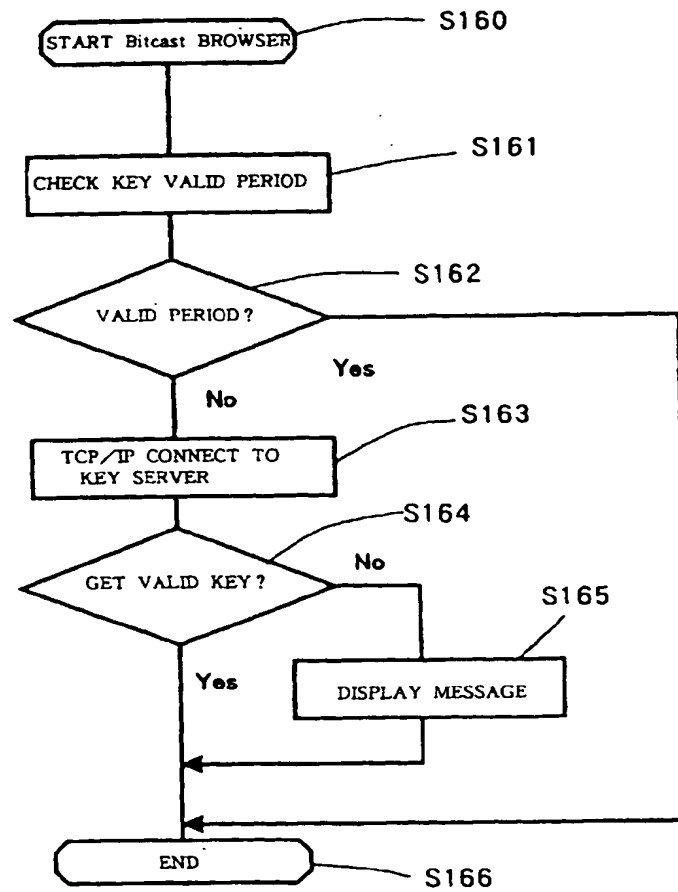 START Bitcast BROWSER
S160
CHECK KEY VALID PERIOD
S161
VALID PERIOD?
S162
Yes
No
TCP/IP CONNECT TO
KEY SERVER
S163
GET VALID KEY?
S164
No
Yes
DISPLAY MESSAGE
S165
END
S166